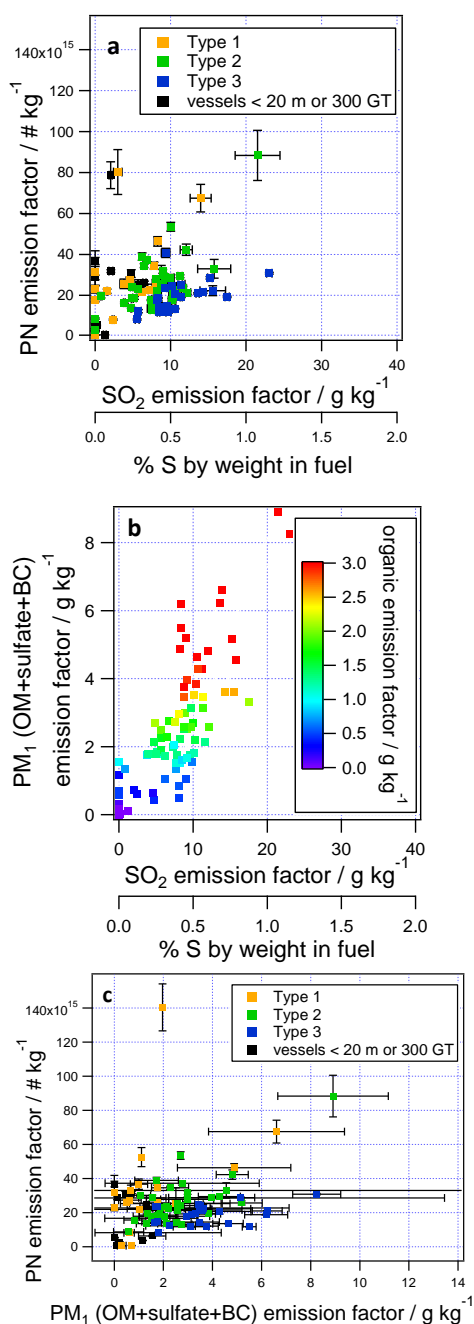 a
Type 1
Type 2
Type 3
vessels < 20 m or 300 GT
PN emission factor / # kg⁻¹
140x10¹⁵
120
100
80
60
40
20
0
0 10 20 30 40
SO₂ emission factor / g kg⁻¹
0.0 0.5 1.0 1.5 2.0
% S by weight in fuel
b
PM₁ (OM+sulfate+BC)
emission factor / g kg⁻¹
8
6
4
2
0
organic emission factor / g kg⁻¹
3.0
2.5
2.0
1.5
1.0
0.5
0.0
0 10 20 30 40
SO₂ emission factor / g kg⁻¹
0.0 0.5 1.0 1.5 2.0
% S by weight in fuel
c
Type 1
Type 2
Type 3
vessels < 20 m or 300 GT
PN emission factor / # kg⁻¹
140x10¹⁵
120
100
80
60
40
20
0
0 2 4 6 8 10 12 14
PM₁ (OM+sulfate+BC) emission factor / g kg⁻¹